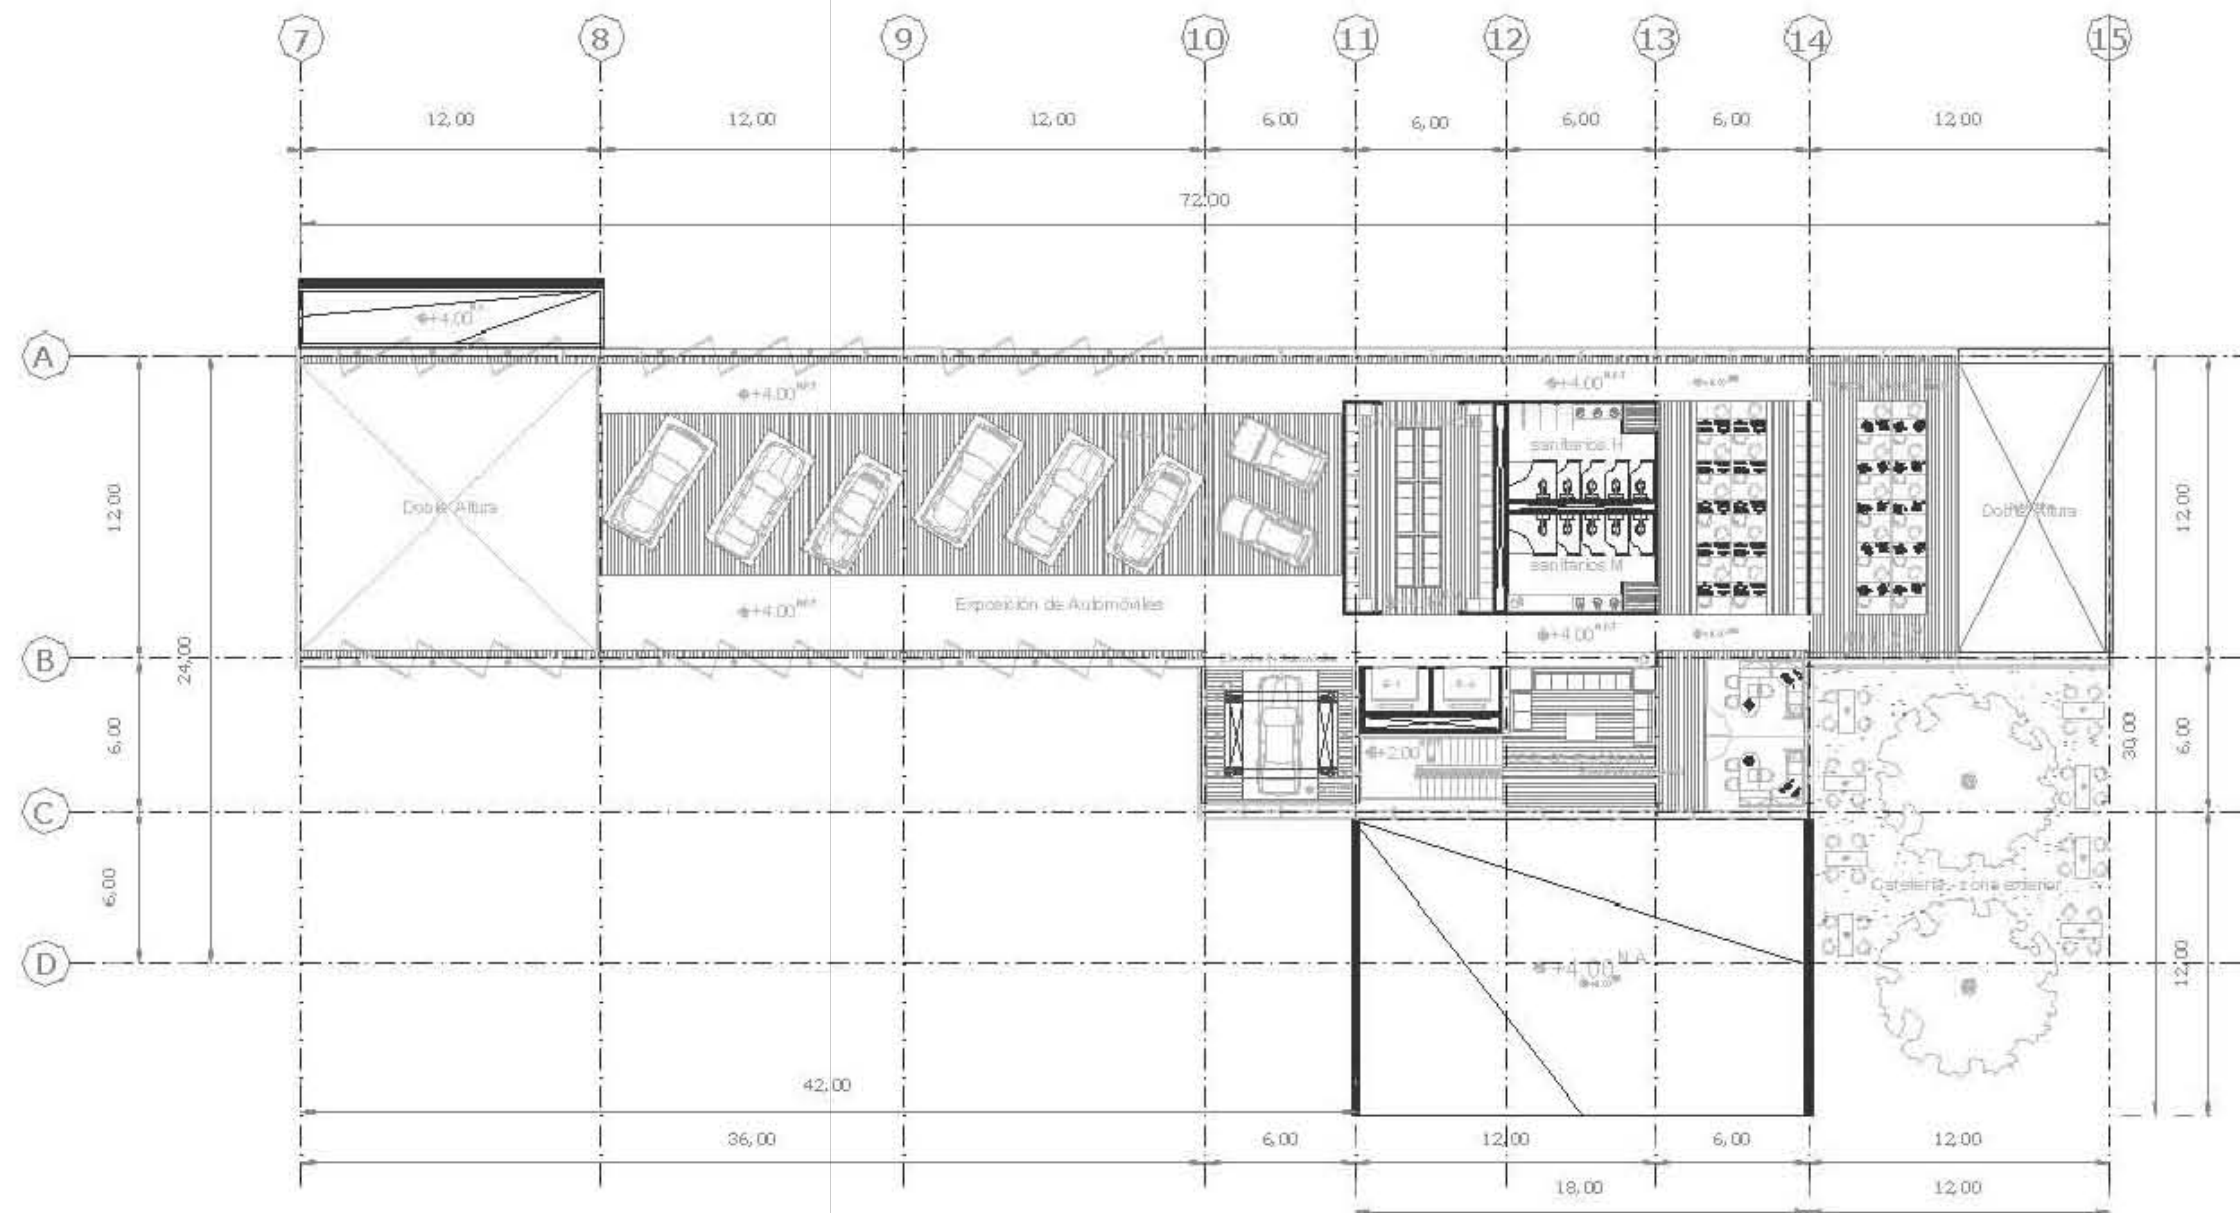 7 8 9 10 11 12 13 14 15
12,00 12,00 12,00 6,00 6,00 6,00 6,00 12,00
72,00
+4.00
A
+4.00 N.P.T +4.00 N.P.T
sanitarios H
12,00 Doble Altura Doble Altura 12,00
sanitarios M
+4.00 N.P.T Exposición de Automóviles +4.00 N.P.T
B
24,00
6,00 +2.00 30,00 6,00
C
6,00 Cafetería - zona exterior
D +4.00 N.A 12,00
42,00
36,00 6,00 12,00 6,00 12,00
18,00 12,00